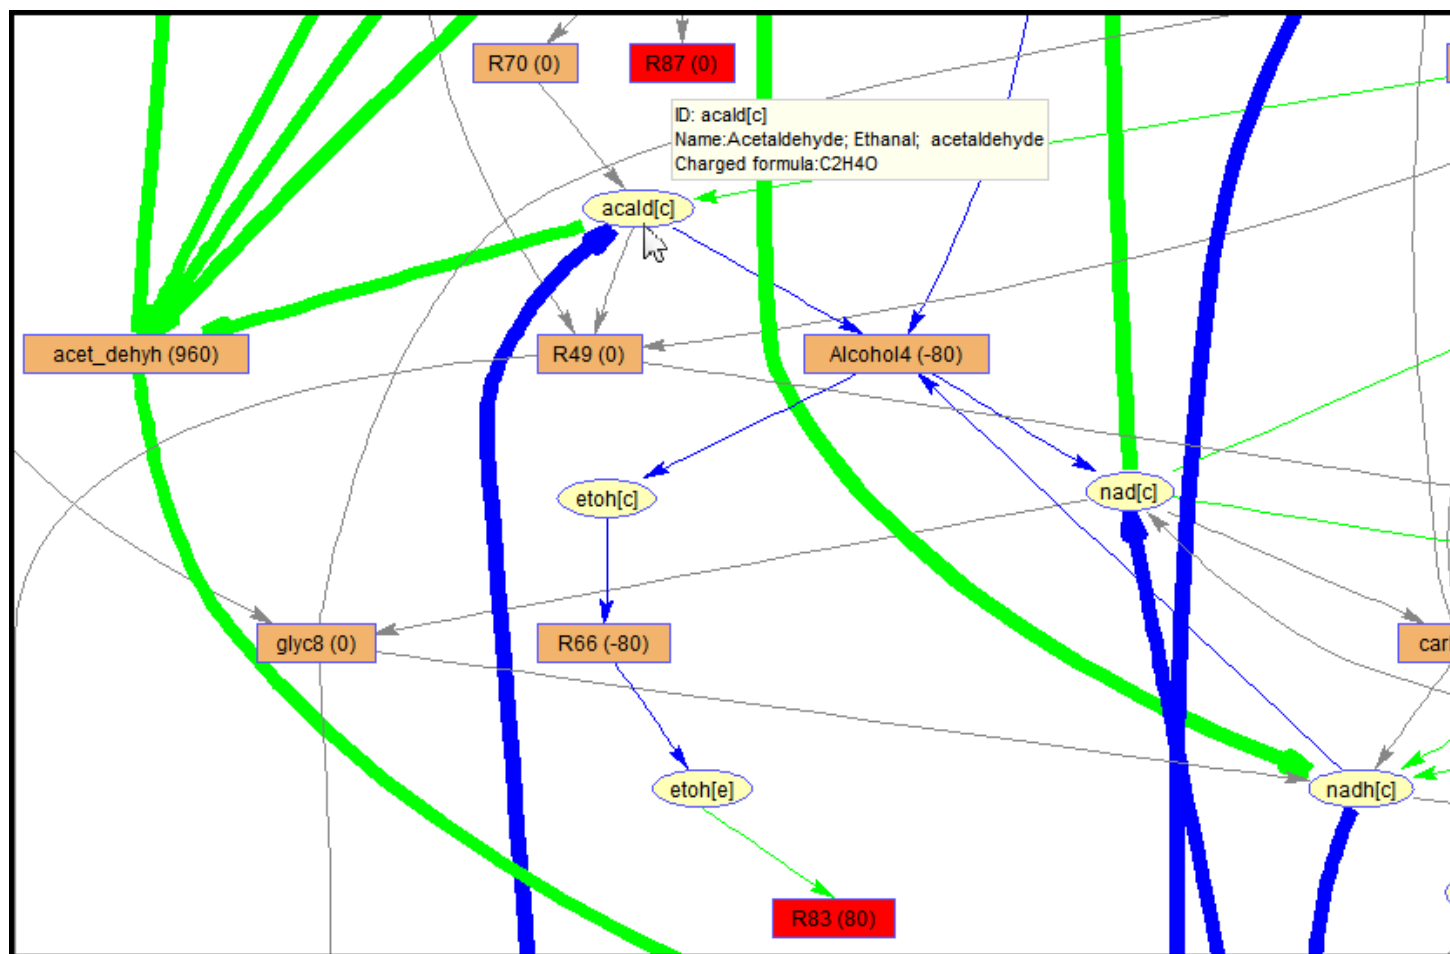 R70 (0)
R87 (0)
ID: acald[c]
Name:Acetaldehyde; Ethanal;  acetaldehyde
Charged formula:C2H4O
acald[c]
acet_dehyh (960)
R49 (0)
Alcohol4 (-80)
etoh[c]
nad[c]
glyc8 (0)
R66 (-80)
etoh[e]
nadh[c]
R83 (80)